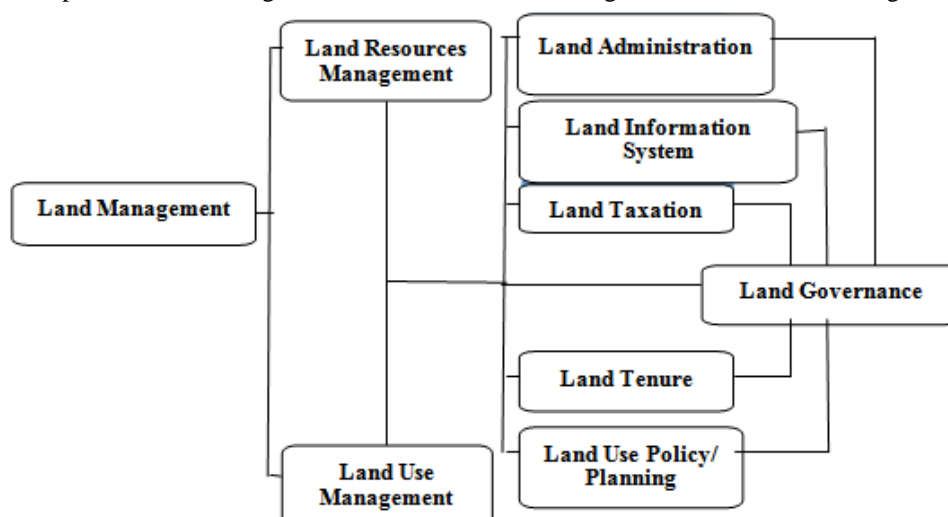 Land Resources
Management
Land Administration
Land Information
System
Land Management
Land Taxation
Land Governance
Land Tenure
Land Use Policy/
Planning
Land Use
Management